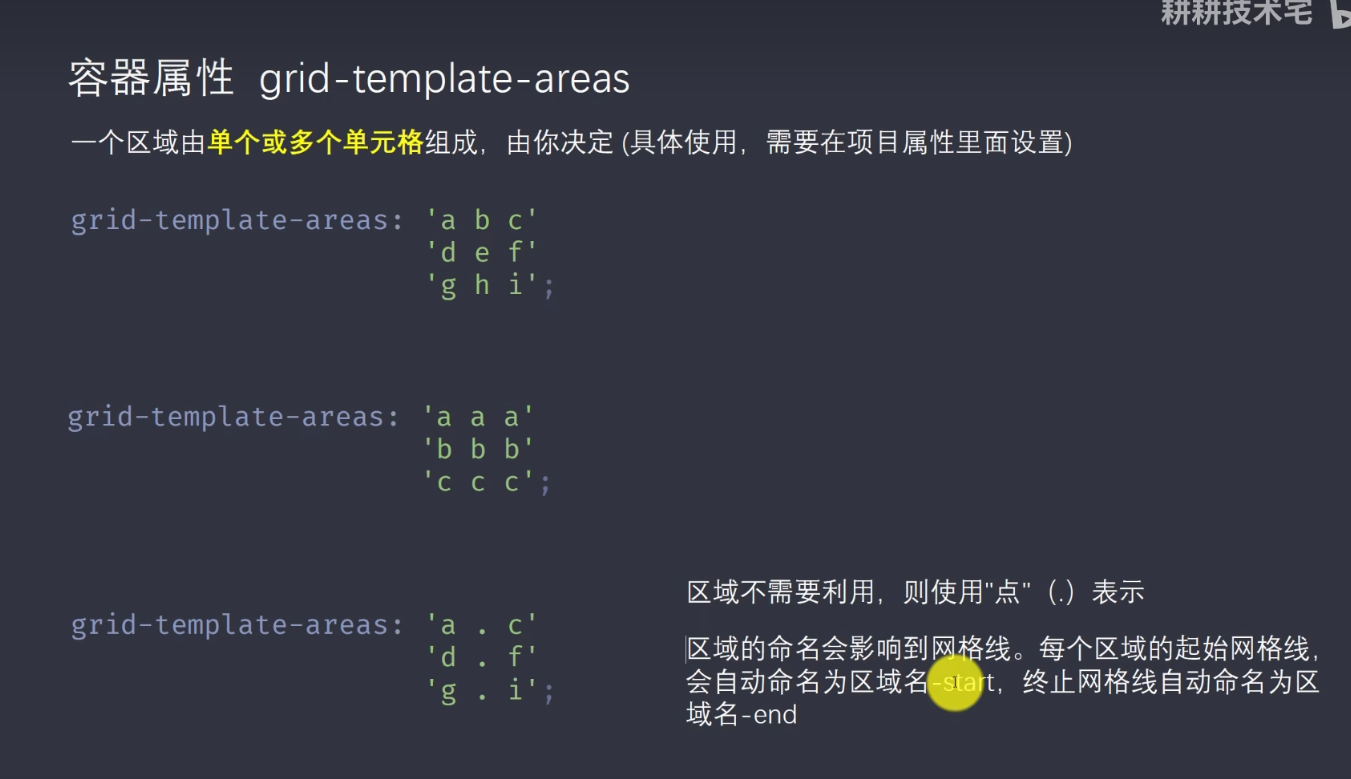 耕耕技术宅
容器属性 grid-template-areas
一个区域由单个或多个单元格组成，由你决定 (具体使用，需要在项目属性里面设置)
grid-template-areas: 'a b c'
'd e f'
'g h i';
grid-template-areas: 'a a a'
'b b b'
'c c c';
grid-template-areas: 'a . c'
'd . f'
'g . i';
区域不需要利用，则使用"点"（.）表示
区域的命名会影响到网格线。每个区域的起始网格线，
会自动命名为区域名-start，终止网格线自动命名为区
域名-end